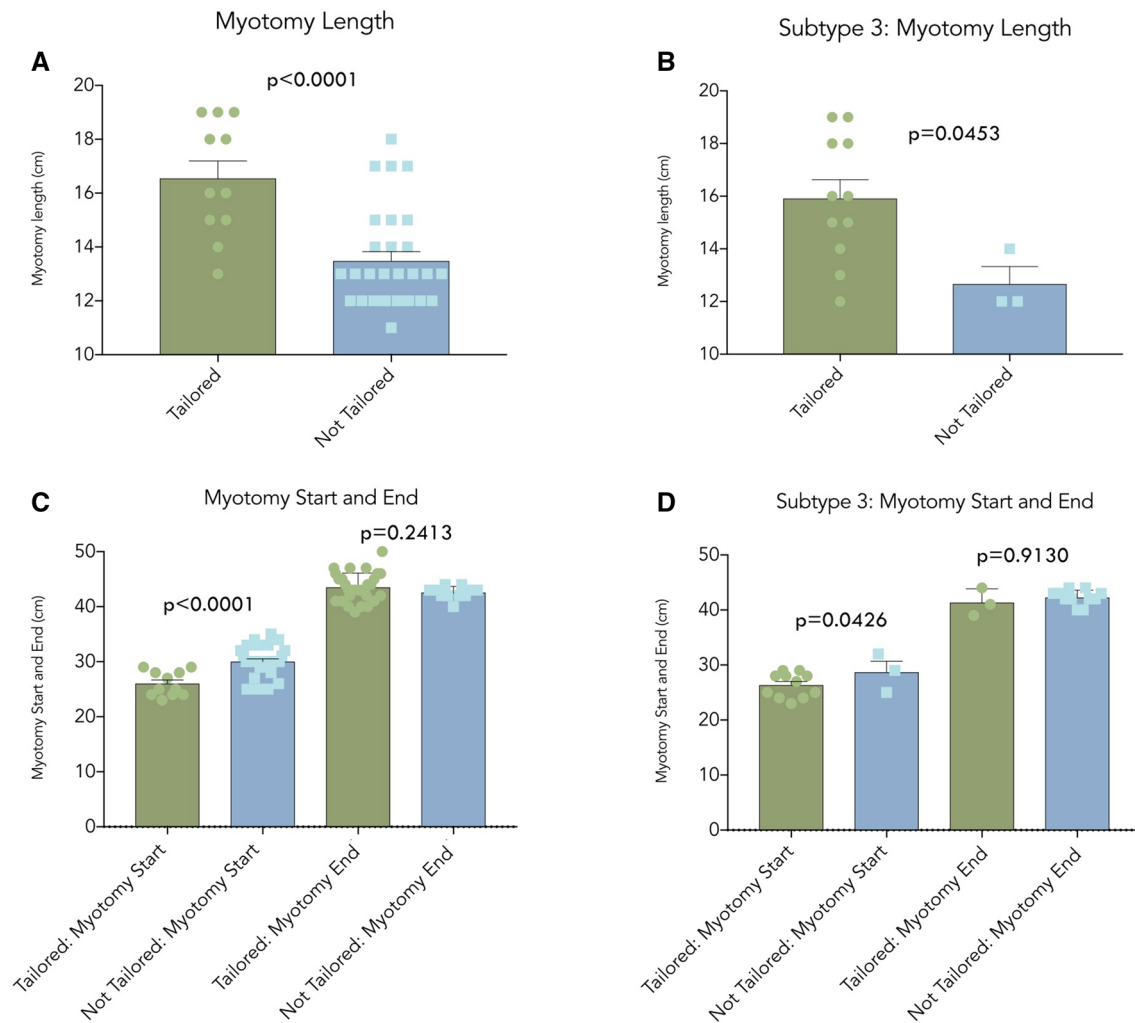 Myotomy Length
A
p<0.0001
20
18
16
14
12
10
Myotomy length (cm)
Tailored
Not Tailored
Subtype 3: Myotomy Length
B
p=0.0453
20
18
16
14
12
10
Myotomy length (cm)
Tailored
Not Tailored
C
Myotomy Start and End
p=0.2413
p<0.0001
50
40
30
20
10
0
Myotomy Start and End (cm)
Tailored: Myotomy Start
Not Tailored: Myotomy Start
Tailored: Myotomy End
Not Tailored: Myotomy End
D
Subtype 3: Myotomy Start and End
p=0.9130
p=0.0426
50
40
30
20
10
0
Myotomy Start and End (cm)
Tailored: Myotomy Start
Not Tailored: Myotomy Start
Tailored: Myotomy End
Not Tailored: Myotomy End